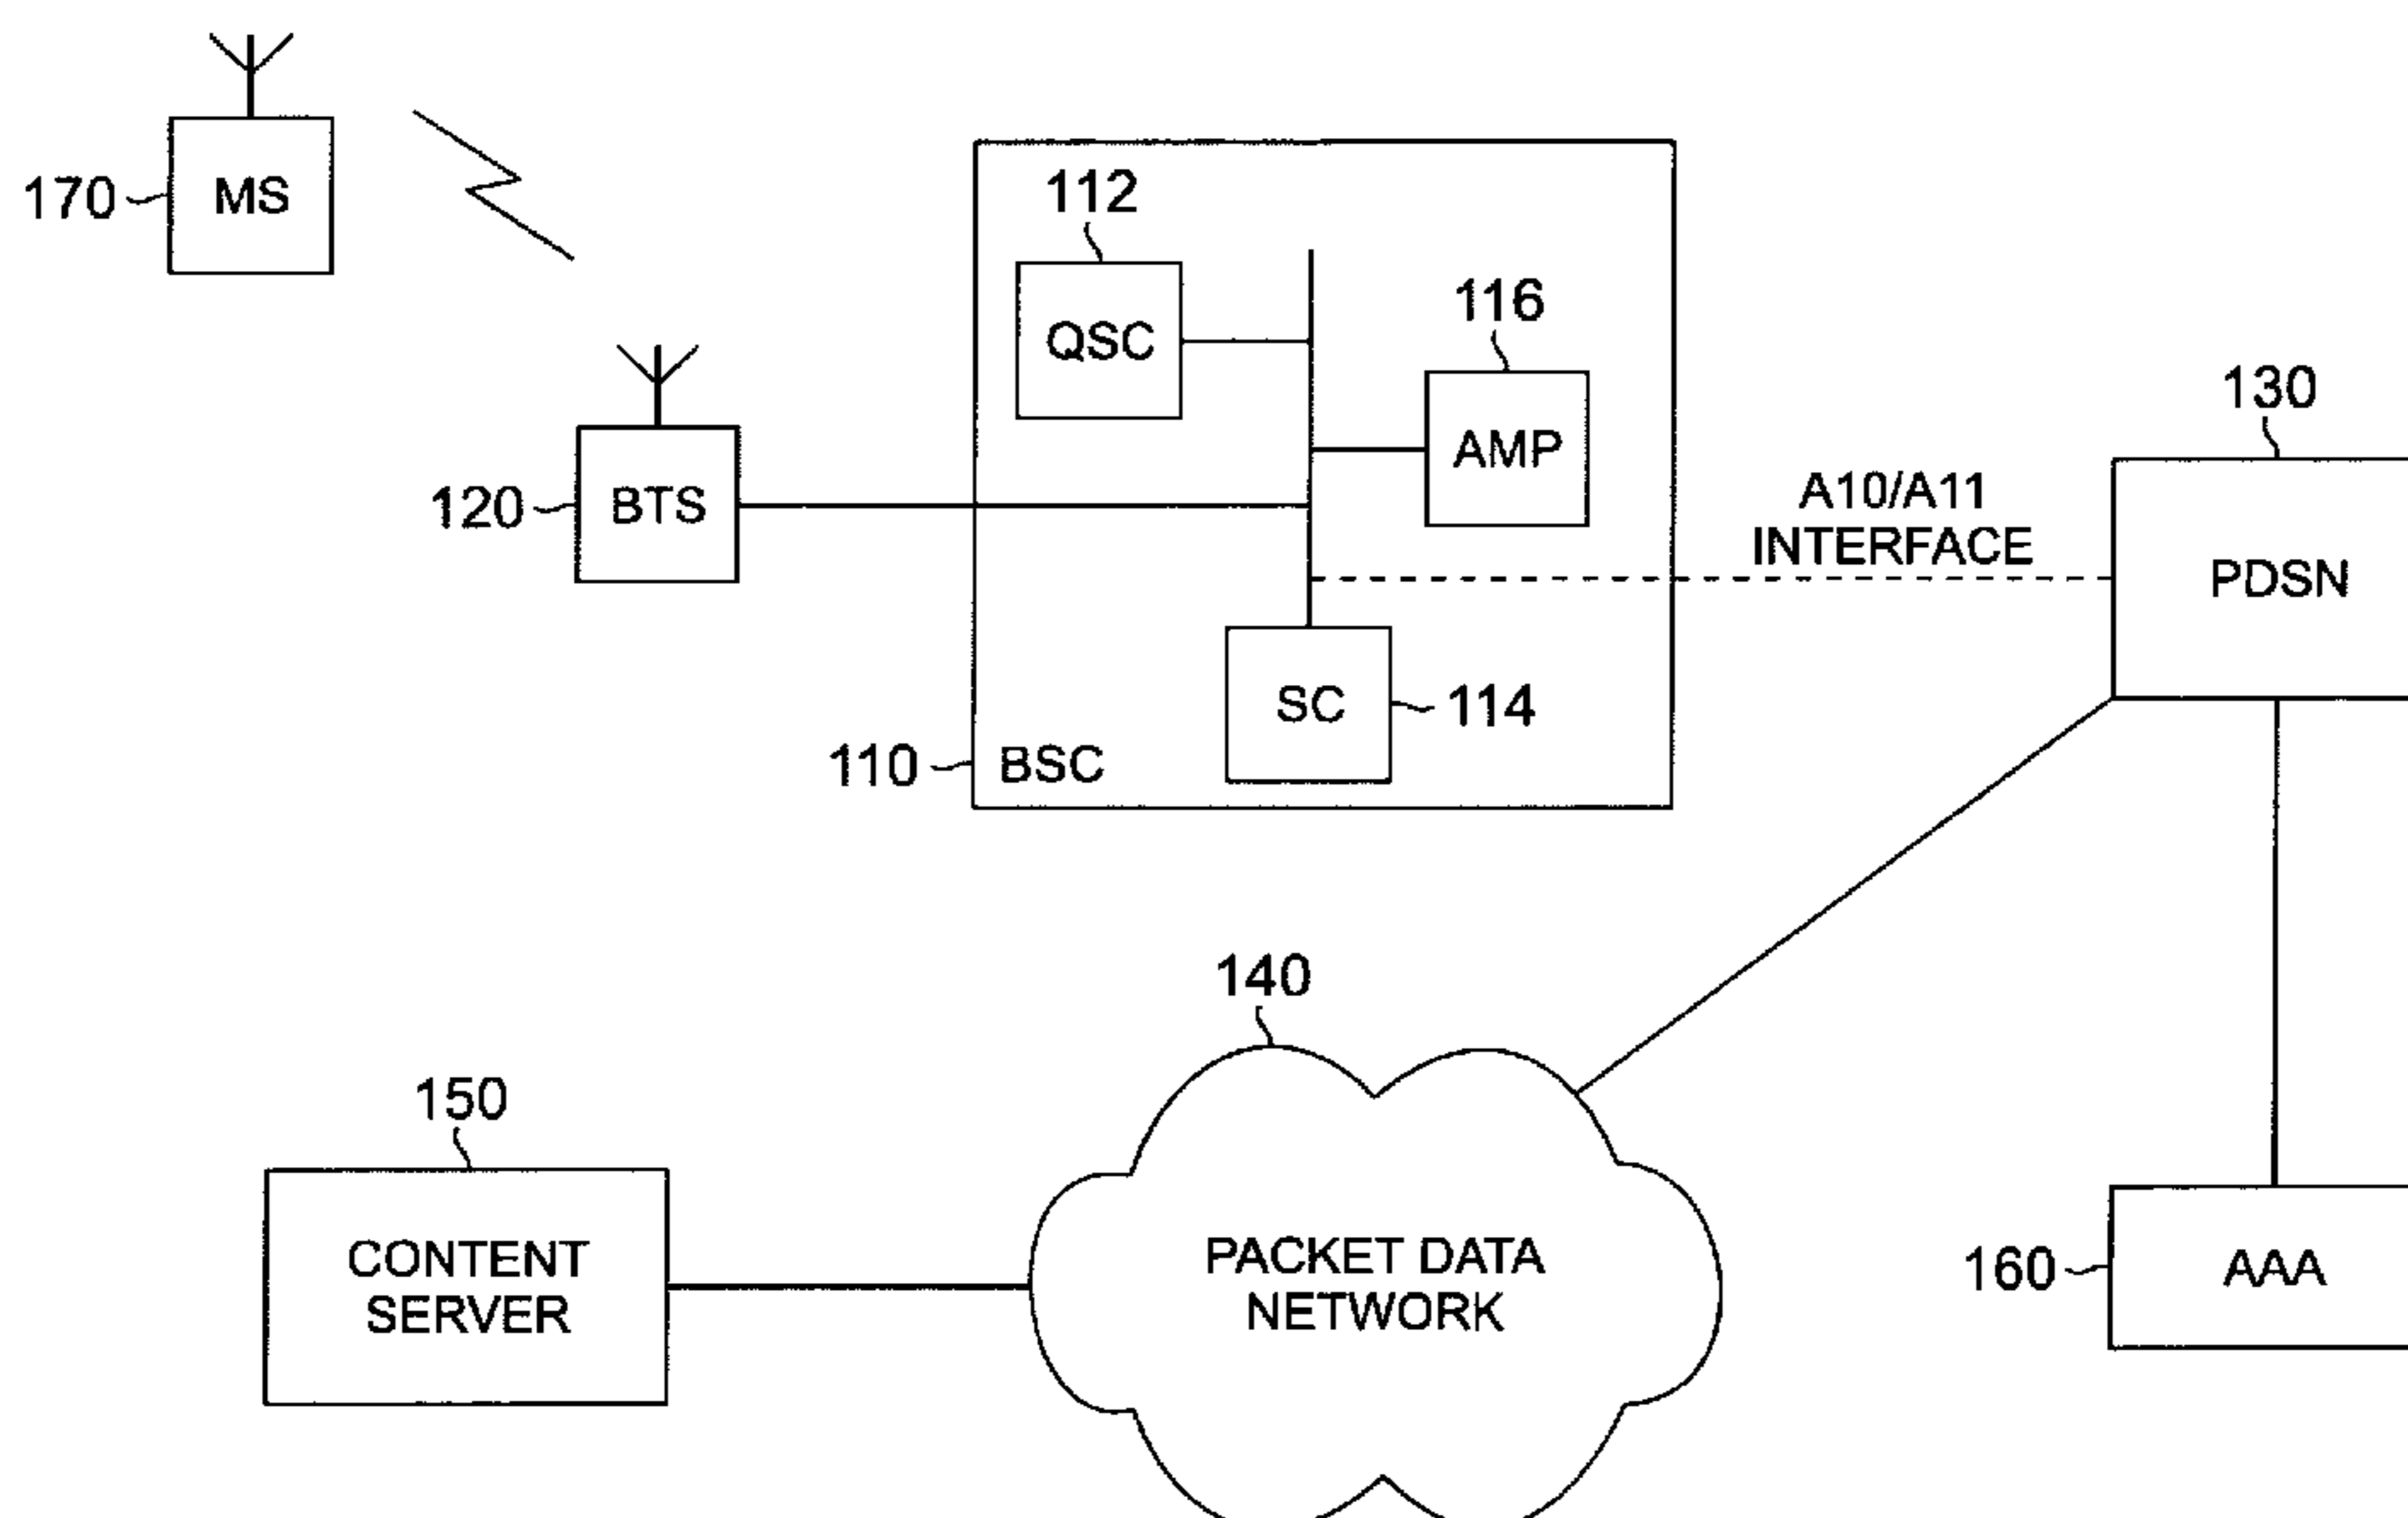 170
MS
112
QSC
116
AMP
130
120
BTS
A10/A11
INTERFACE
PDSN
SC
114
110
BSC
140
150
CONTENT
SERVER
PACKET DATA
NETWORK
160
AAA